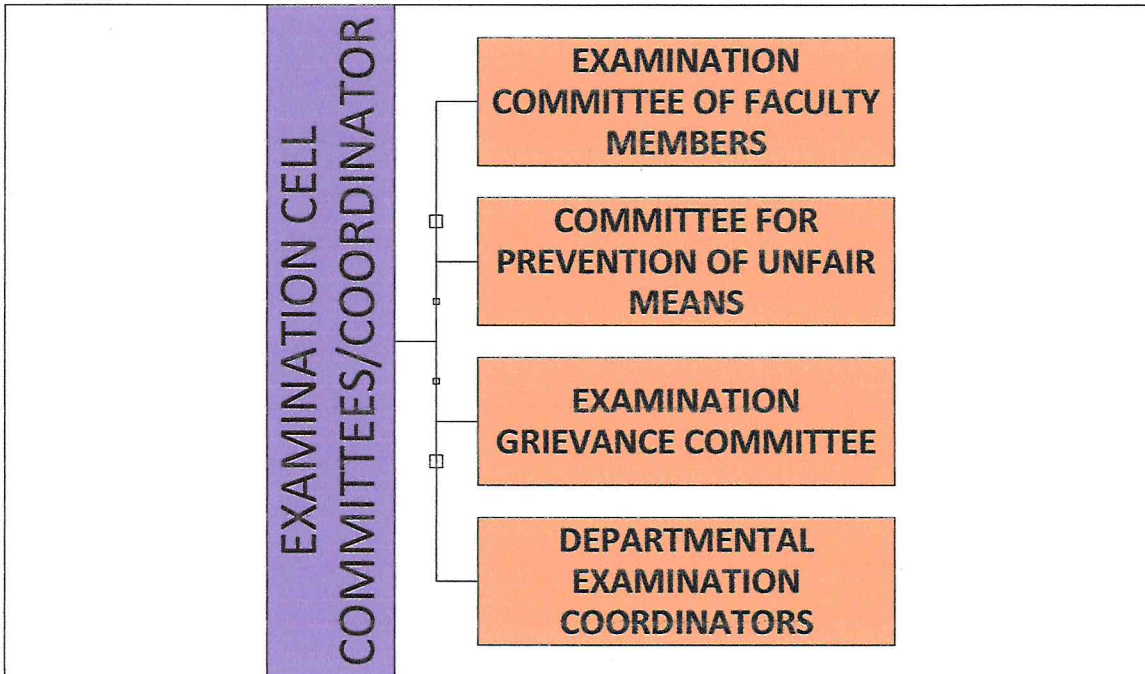 EXAMINATION CELL
COMMITTEES/COORDINATOR
EXAMINATION
COMMITTEE OF FACULTY
MEMBERS
COMMITTEE FOR
PREVENTION OF UNFAIR
MEANS
EXAMINATION
GRIEVANCE COMMITTEE
DEPARTMENTAL
EXAMINATION
COORDINATORS